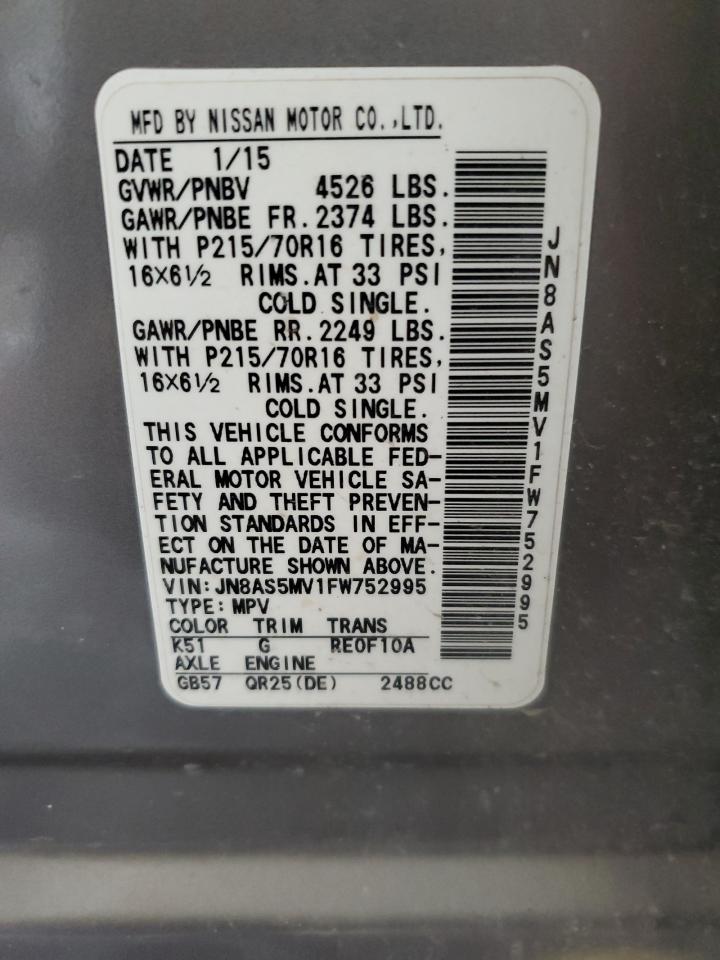 MFD BY NISSAN MOTOR CO.,LTD.
DATE 1/15
GVWR/PNBV 4526 LBS.
GAWR/PNBE FR.2374 LBS.
WITH P215/70R16 TIRES,
16×6½ RIMS.AT 33 PSI
COLD SINGLE.
GAWR/PNBE RR.2249 LBS.
WITH P215/70R16 TIRES,
16×6½ RIMS.AT 33 PSI
COLD SINGLE.
THIS VEHICLE CONFORMS
TO ALL APPLICABLE FED-
ERAL MOTOR VEHICLE SA-
FETY AND THEFT PREVEN-
TION STANDARDS IN EFF-
ECT ON THE DATE OF MA-
NUFACTURE SHOWN ABOVE.
VIN:JN8AS5MV1FW752995
TYPE:MPV
COLOR TRIM TRANS
K51 G RE0F10A
AXLE ENGINE
GB57 QR25(DE) 2488CC
JN8AS5MV1FW752995